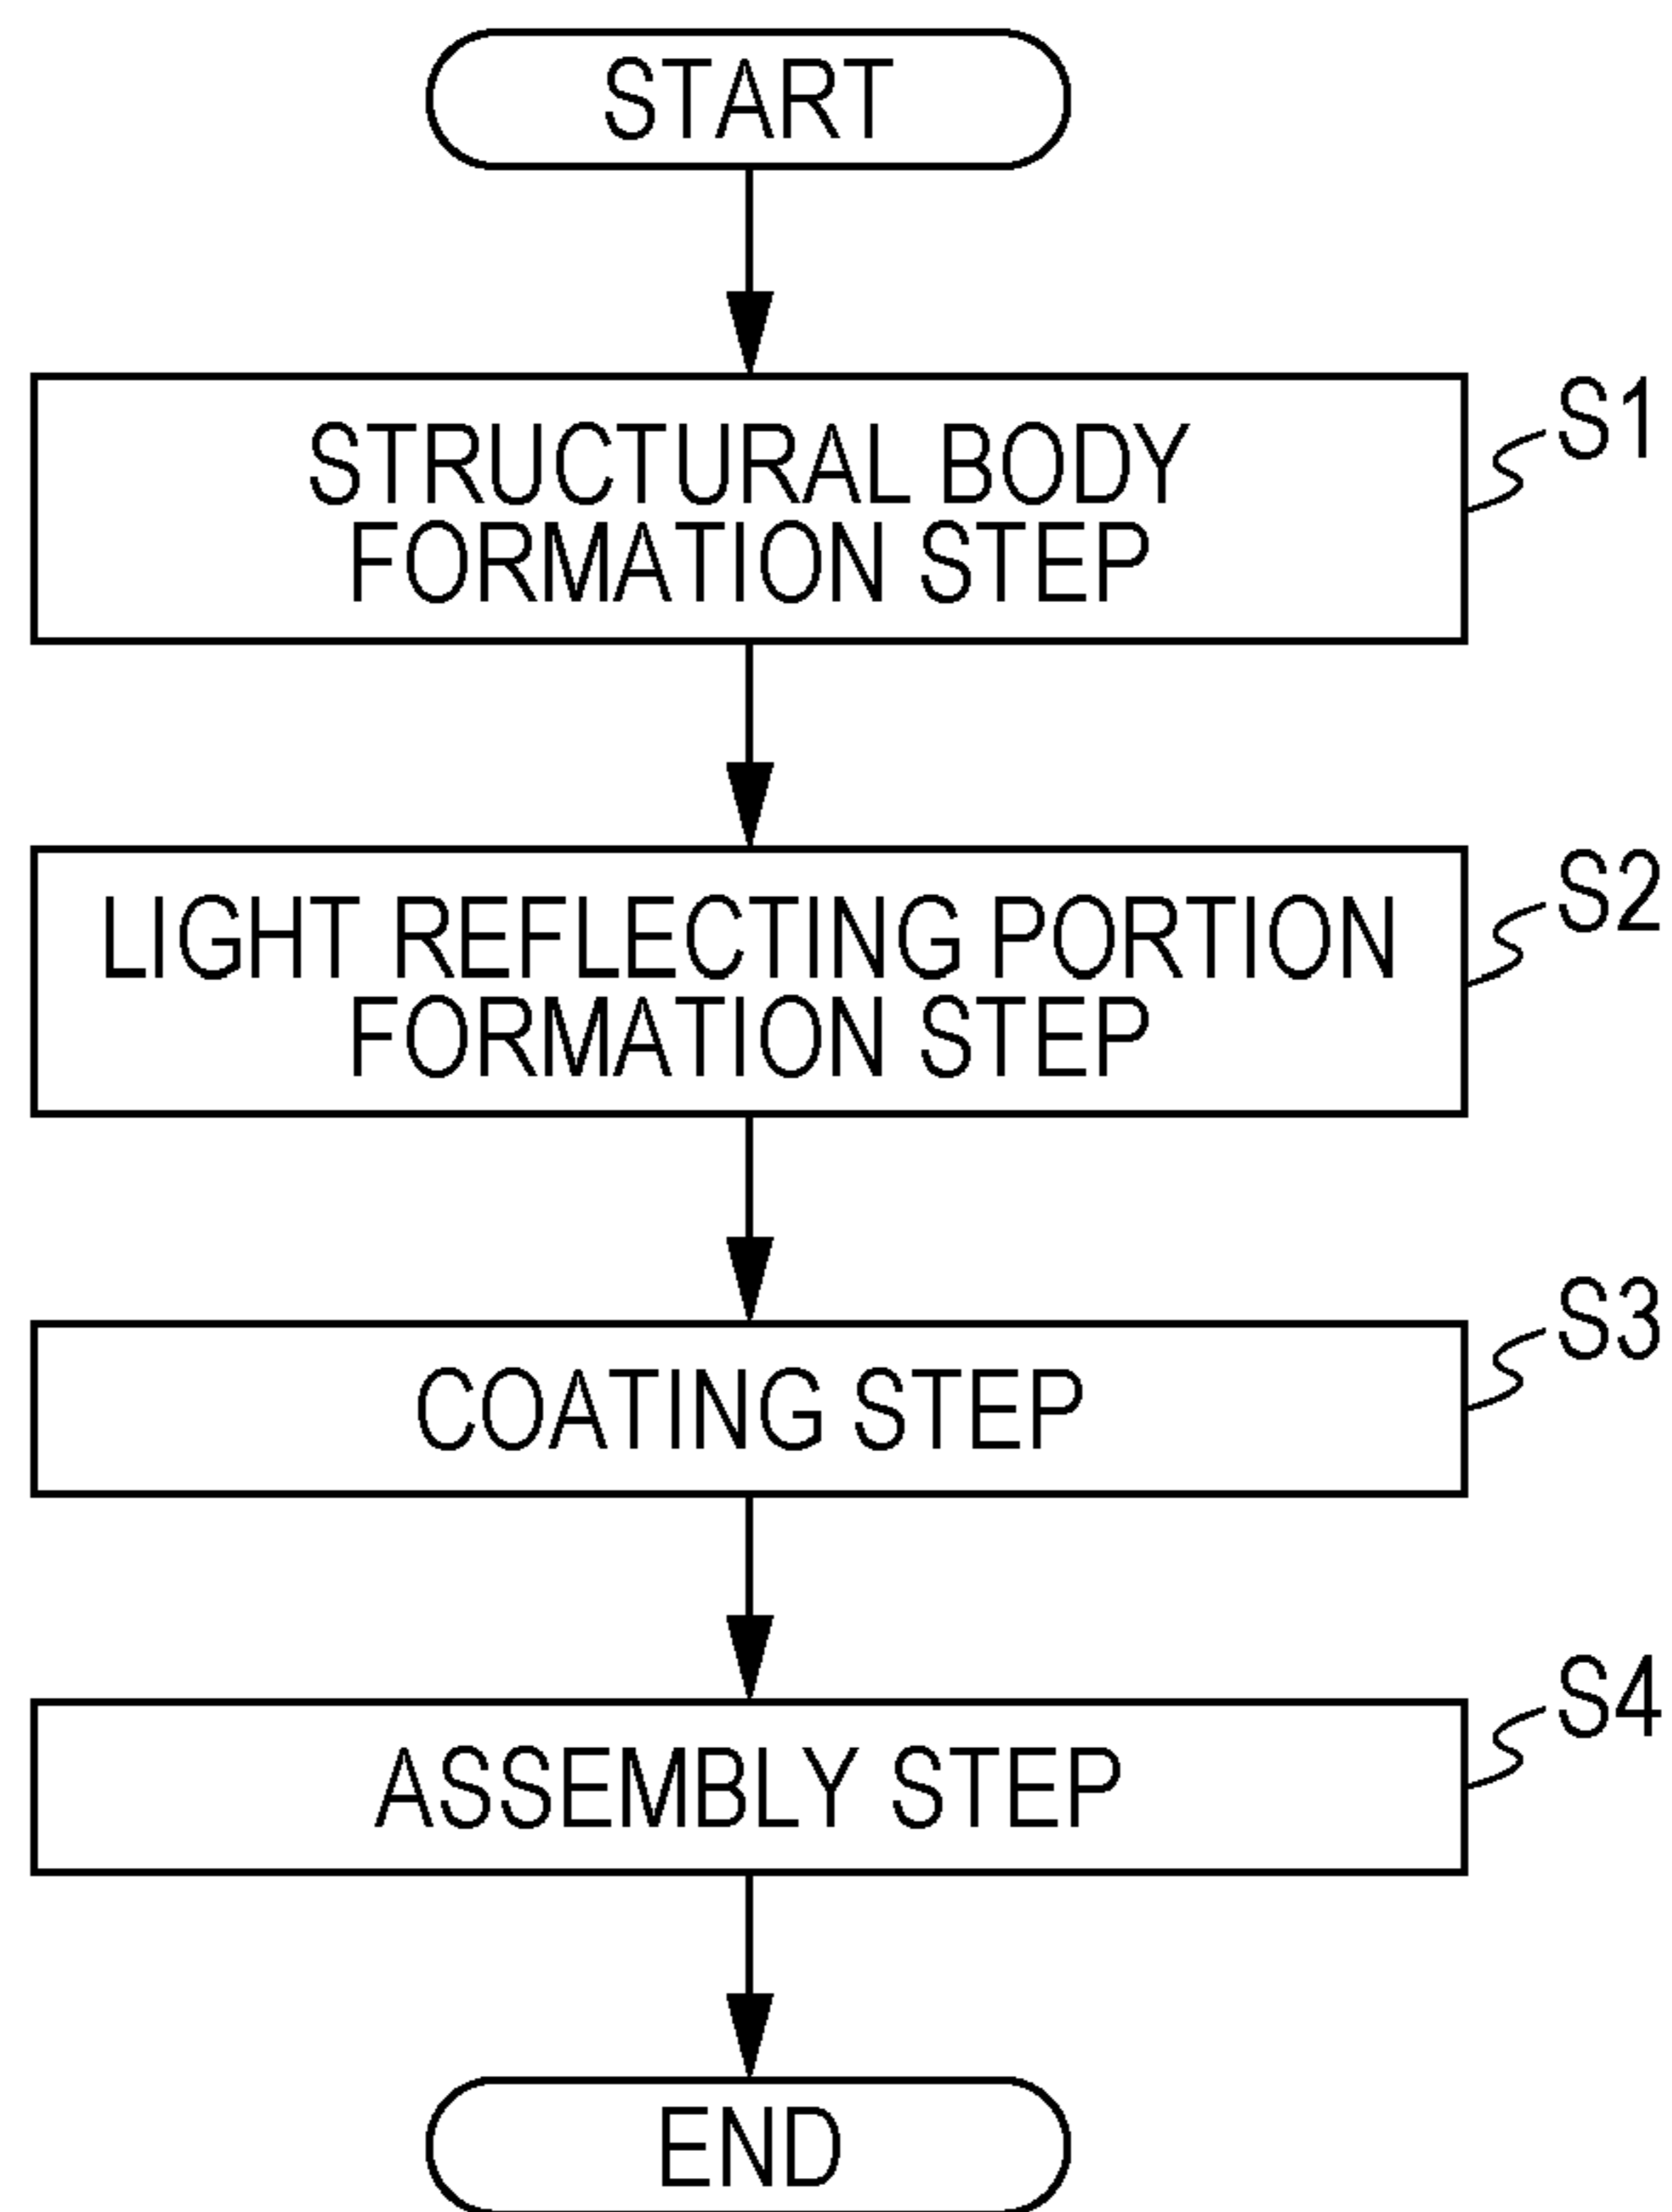 START
STRUCTURAL BODY
FORMATION STEP
S1
LIGHT REFLECTING PORTION
FORMATION STEP
S2
COATING STEP
S3
ASSEMBLY STEP
S4
END